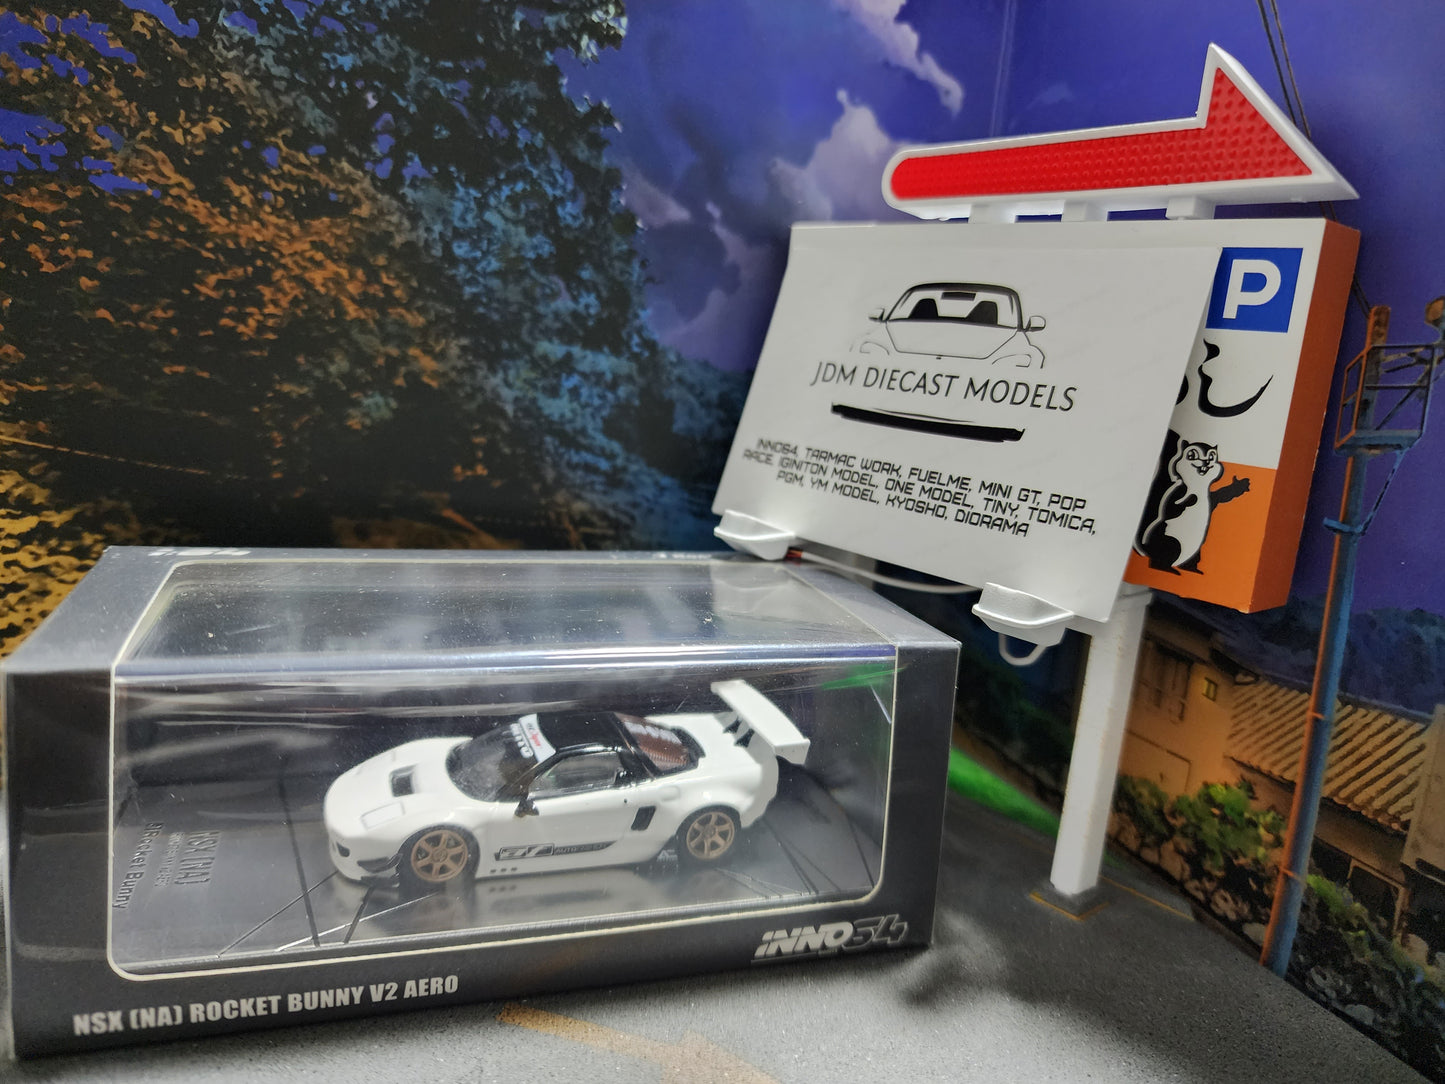 P
JDM DIECAST MODELS
INNO64, TARMAC WORK, FUELME, MINI GT, POP
RACE, IGINITON MODEL, ONE MODEL, TINY, TOMICA,
PGM, YM MODEL, KYOSHO, DIORAMA
NSX (NA)
Rocket Bunny
INNO64
NSX (NA) ROCKET BUNNY V2 AERO